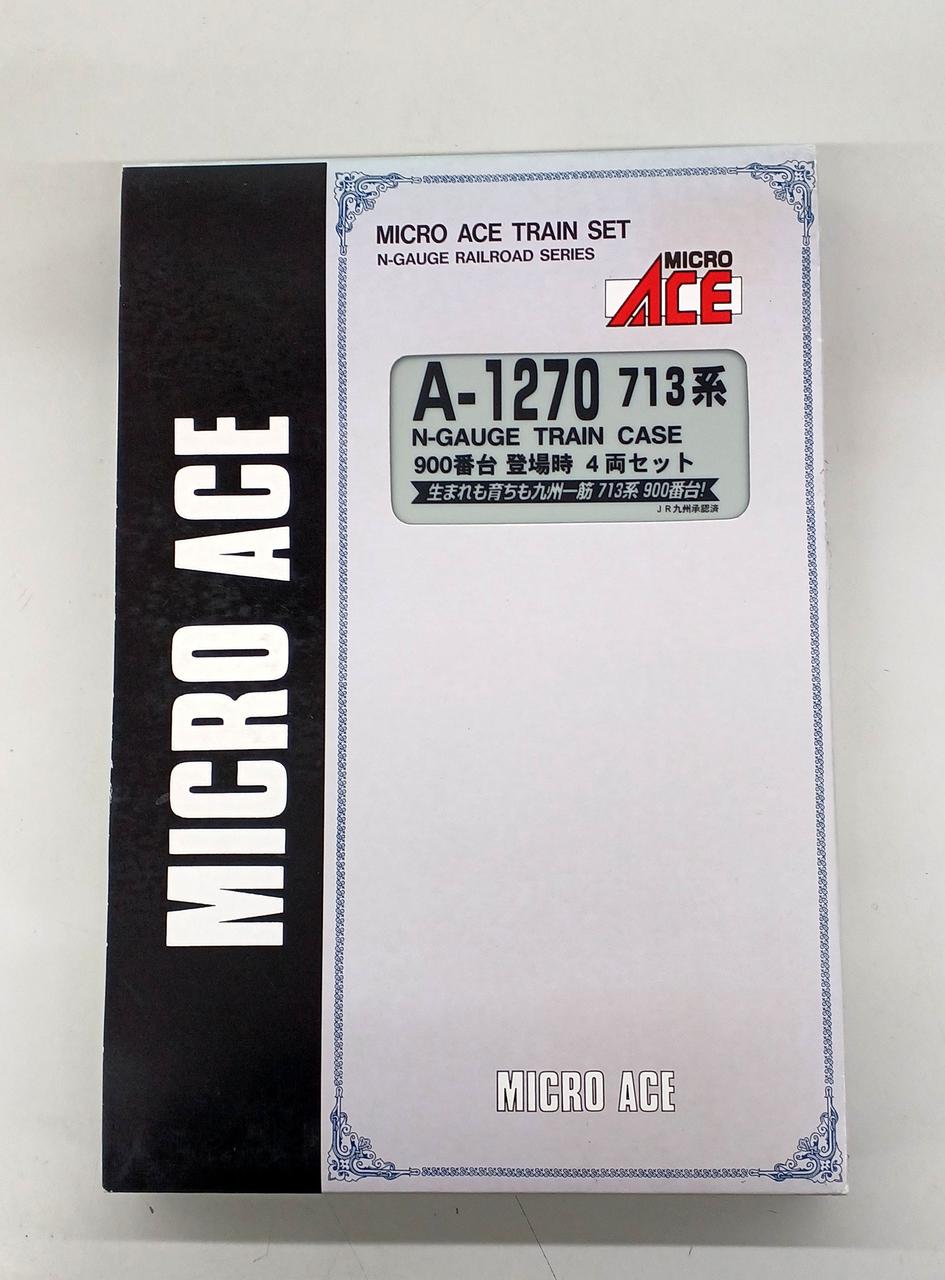 MICRO ACE
MICRO ACE TRAIN SET
N-GAUGE RAILROAD SERIES
MICRO
ACE
A-1270 713系
N-GAUGE TRAIN CASE
900番台 登場時 4両セット
生まれも育ちも九州一筋 713系 900番台!
JR九州承認済
MICRO ACE